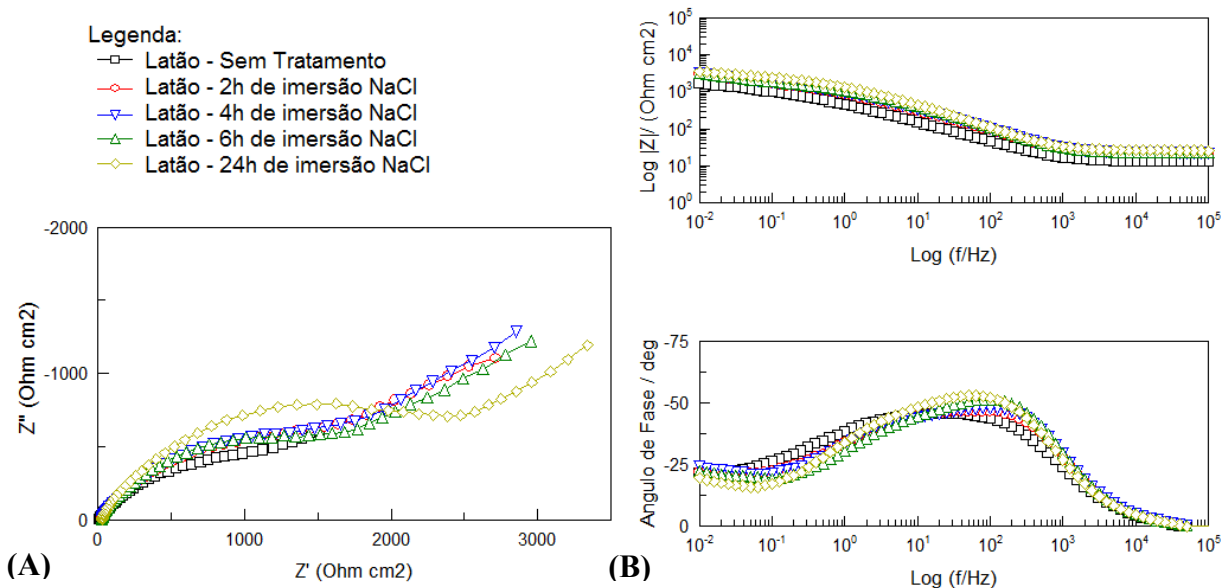 Legenda:
Latão - Sem Tratamento
Latão - 2h de imersão NaCl
Latão - 4h de imersão NaCl
Latão - 6h de imersão NaCl
Latão - 24h de imersão NaCl
-2000
-1000
0
Z'' (Ohm cm2)
0 1000 2000 3000
Z' (Ohm cm2)
(A)
10^5
10^4
10^3
10^2
10^1
10^0
Log |Z|/ (Ohm cm2)
10^-2 10^-1 10^0 10^1 10^2 10^3 10^4 10^5
Log (f/Hz)
-75
-50
-25
0
Angulo de Fase / deg
10^-2 10^-1 10^0 10^1 10^2 10^3 10^4 10^5
Log (f/Hz)
(B)